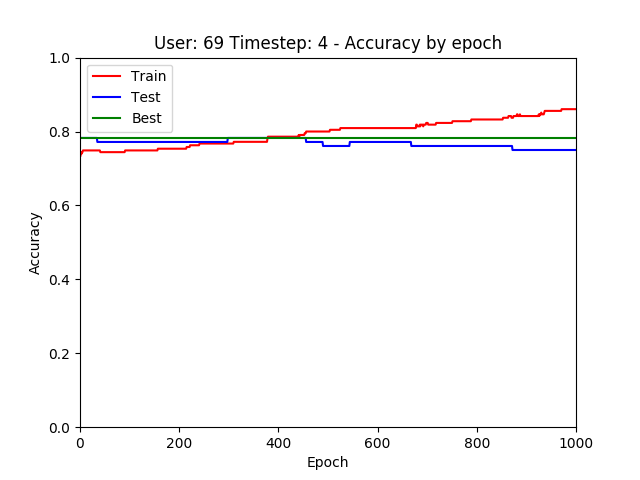 User: 69 Timestep: 4 - Accuracy by epoch
Train
Test
Best
Accuracy
1.0
0.8
0.6
0.4
0.2
0.0
0 200 400 600 800 1000
Epoch